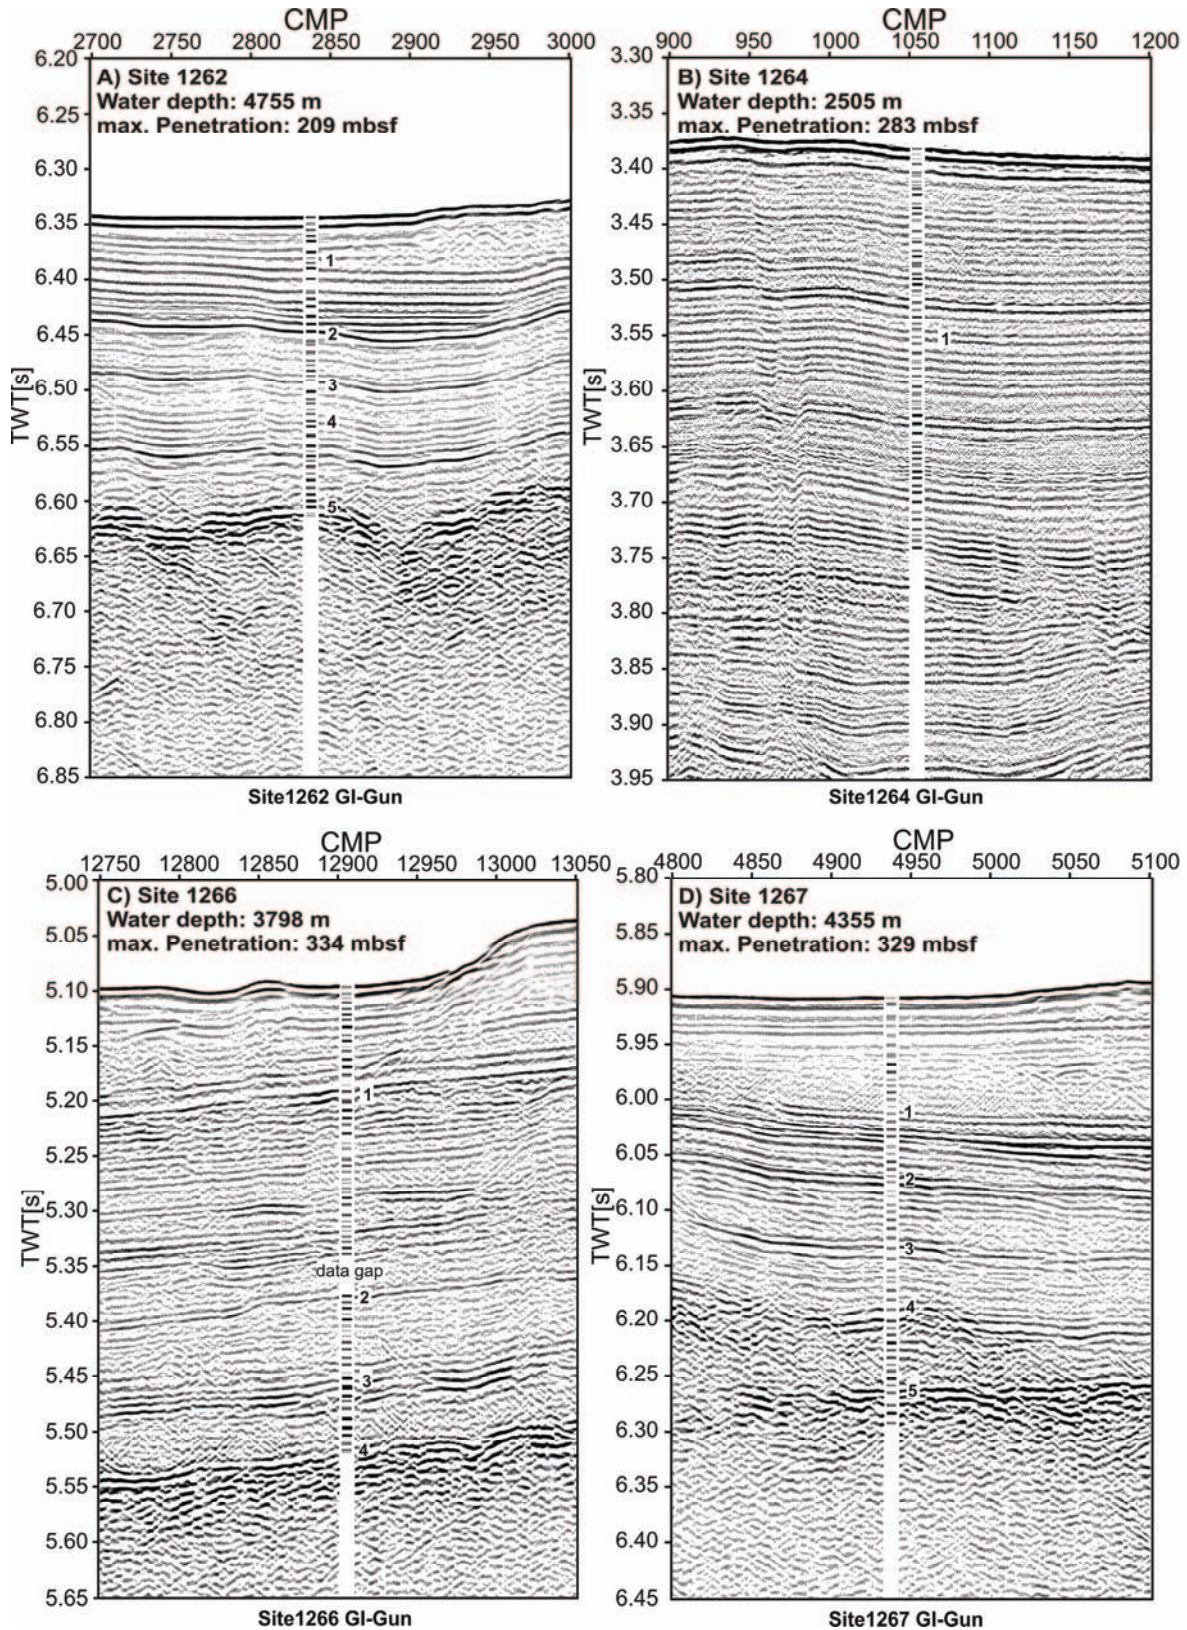 CMP
2700 2750 2800 2850 2900 2950 3000
6.20
6.25
6.30
6.35
6.40
6.45
6.50
6.55
6.60
6.65
6.70
6.75
6.80
6.85
TWT[s]
A) Site 1262
Water depth: 4755 m
max. Penetration: 209 mbsf
1
2
3
4
5
Site1262 GI-Gun
CMP
900 950 1000 1050 1100 1150 1200
3.30
3.35
3.40
3.45
3.50
3.55
3.60
3.65
3.70
3.75
3.80
3.85
3.90
3.95
TWT[s]
B) Site 1264
Water depth: 2505 m
max. Penetration: 283 mbsf
1
Site1264 GI-Gun
CMP
12750 12800 12850 12900 12950 13000 13050
5.00
5.05
5.10
5.15
5.20
5.25
5.30
5.35
5.40
5.45
5.50
5.55
5.60
5.65
TWT[s]
C) Site 1266
Water depth: 3798 m
max. Penetration: 334 mbsf
1
data gap
2
3
4
Site1266 GI-Gun
CMP
4800 4850 4900 4950 5000 5050 5100
5.80
5.85
5.90
5.95
6.00
6.05
6.10
6.15
6.20
6.25
6.30
6.35
6.40
6.45
TWT[s]
D) Site 1267
Water depth: 4355 m
max. Penetration: 329 mbsf
1
2
3
4
5
Site1267 GI-Gun